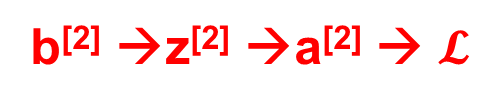 b[2] →z[2] →a[2] → ℒ